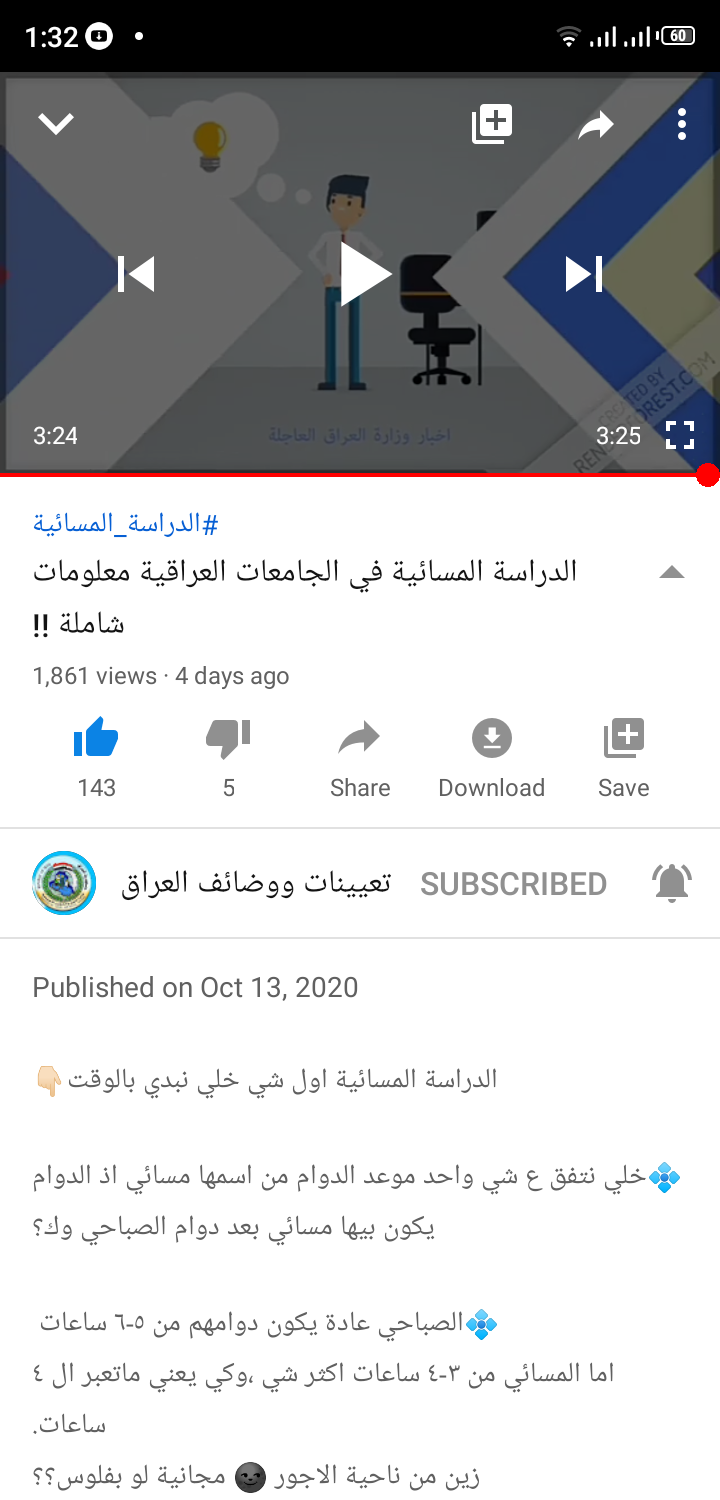 1:32
60
3:24
اخبار وزارة العراق العاجلة
3:25
CREATED BY
#الدراسة_المسائية
الدراسة المسائية في الجامعات العراقية معلومات
شاملة !!
1,861 views · 4 days ago
143
5
Share
Download
Save
تعيينات ووضائف العراق
SUBSCRIBED
Published on Oct 13, 2020
الدراسة المسائية اول شي خلي نبدي بالوقت👇🏻
💠خلي نتفق ع شي واحد موعد الدوام من اسمها مسائي اذ الدوام
يكون بيها مسائي بعد دوام الصباحي وك؟
💠الصباحي عادة يكون دوامهم من ٥-٦ ساعات
اما المسائي من ٣-٤ ساعات اكثر شي ،وكي يعني ماتعبر ال ٤
ساعات.
زين من ناحية الاجور 🌚 مجانية لو بفلوس؟؟